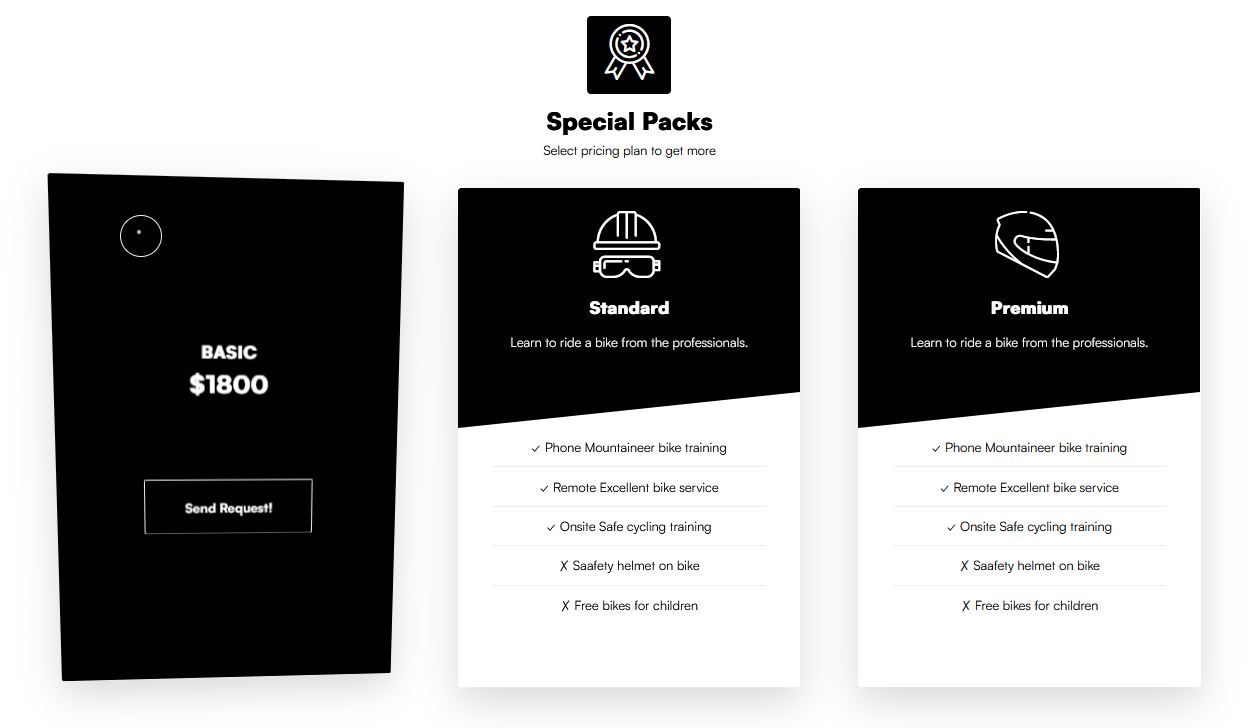 Special Packs
Select pricing plan to get more
BASIC
$1800
Send Request!
Standard
Learn to ride a bike from the professionals.
✓ Phone Mountaineer bike training
✓ Remote Excellent bike service
✓ Onsite Safe cycling training
✗ Saafety helmet on bike
✗ Free bikes for children
Premium
Learn to ride a bike from the professionals.
✓ Phone Mountaineer bike training
✓ Remote Excellent bike service
✓ Onsite Safe cycling training
✗ Saafety helmet on bike
✗ Free bikes for children